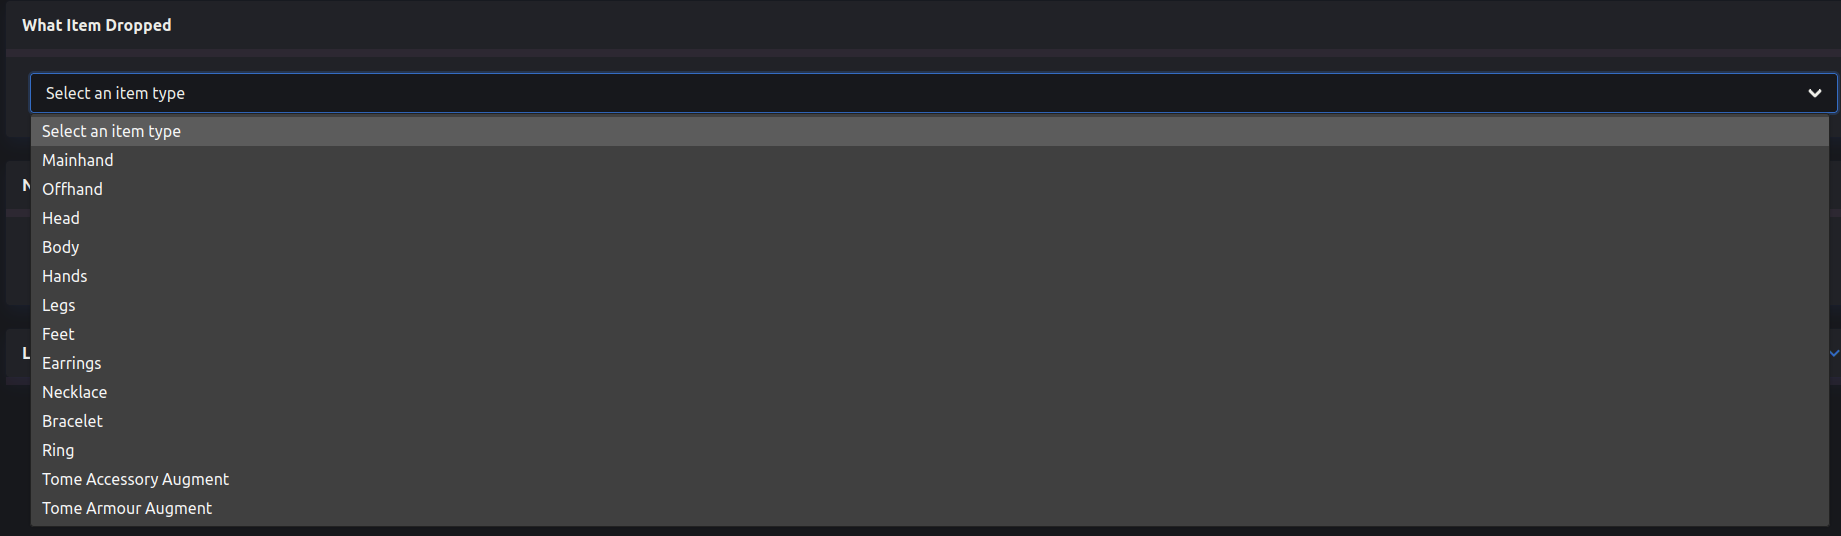 What Item Dropped
Select an item type
Select an item type
Mainhand
Offhand
Head
Body
Hands
Legs
Feet
Earrings
Necklace
Bracelet
Ring
Tome Accessory Augment
Tome Armour Augment